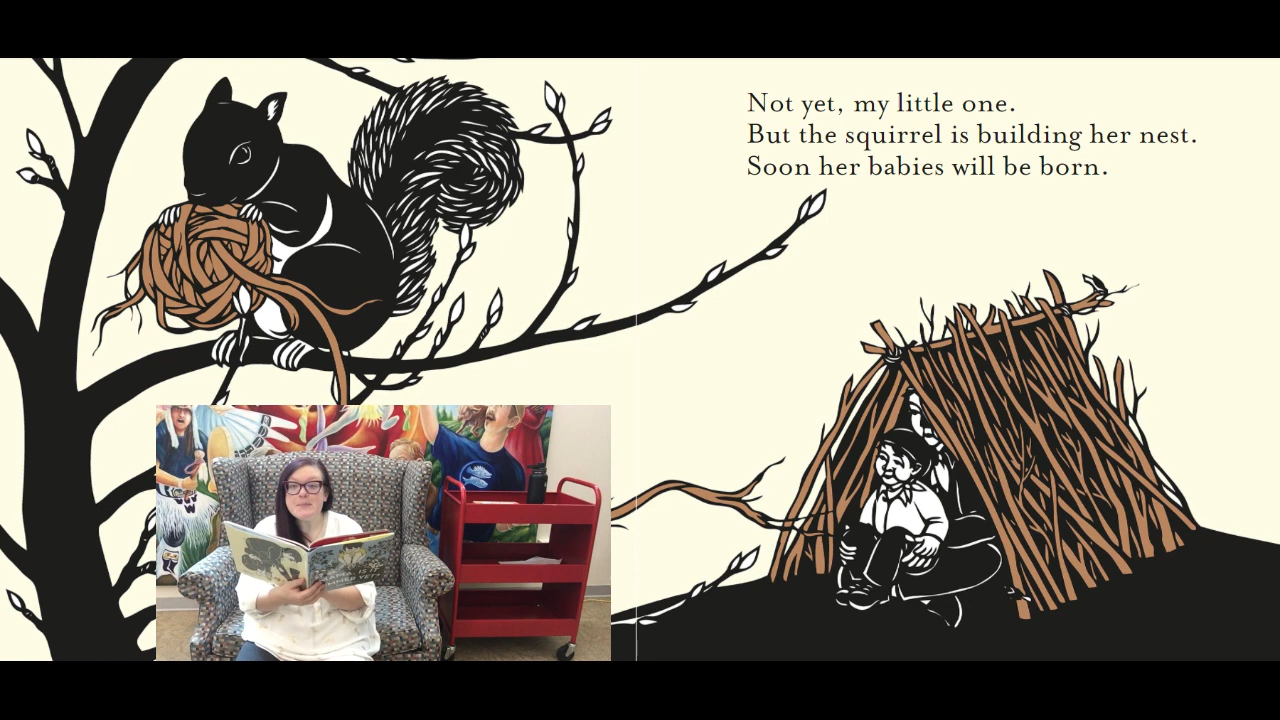 Not yet, my little one.
But the squirrel is building her nest.
Soon her babies will be born.